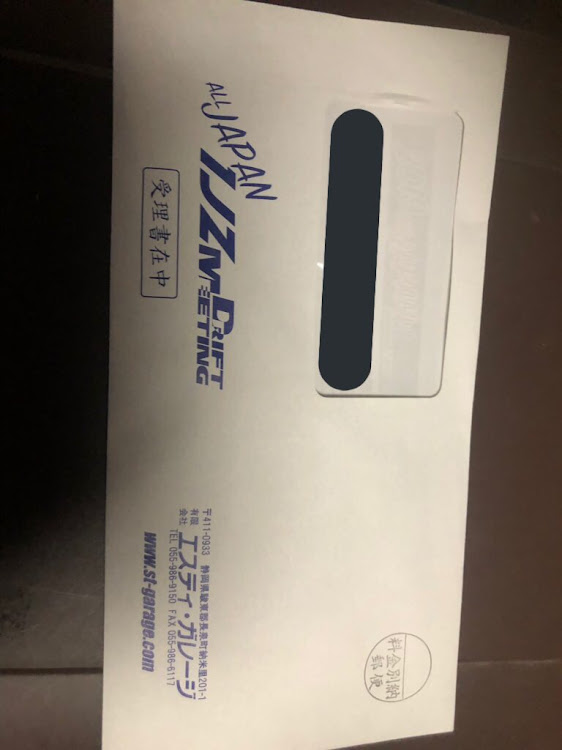 料金別納
郵便
ALL JAPAN
1JZ DRIFT
MEETING
受理書在中
〒411-0933 静岡県駿東郡長泉町納米里201-1
有限会社 エスティ・ガレージ
TEL 055-986-9150 FAX 055-986-6117
www.st-garage.com